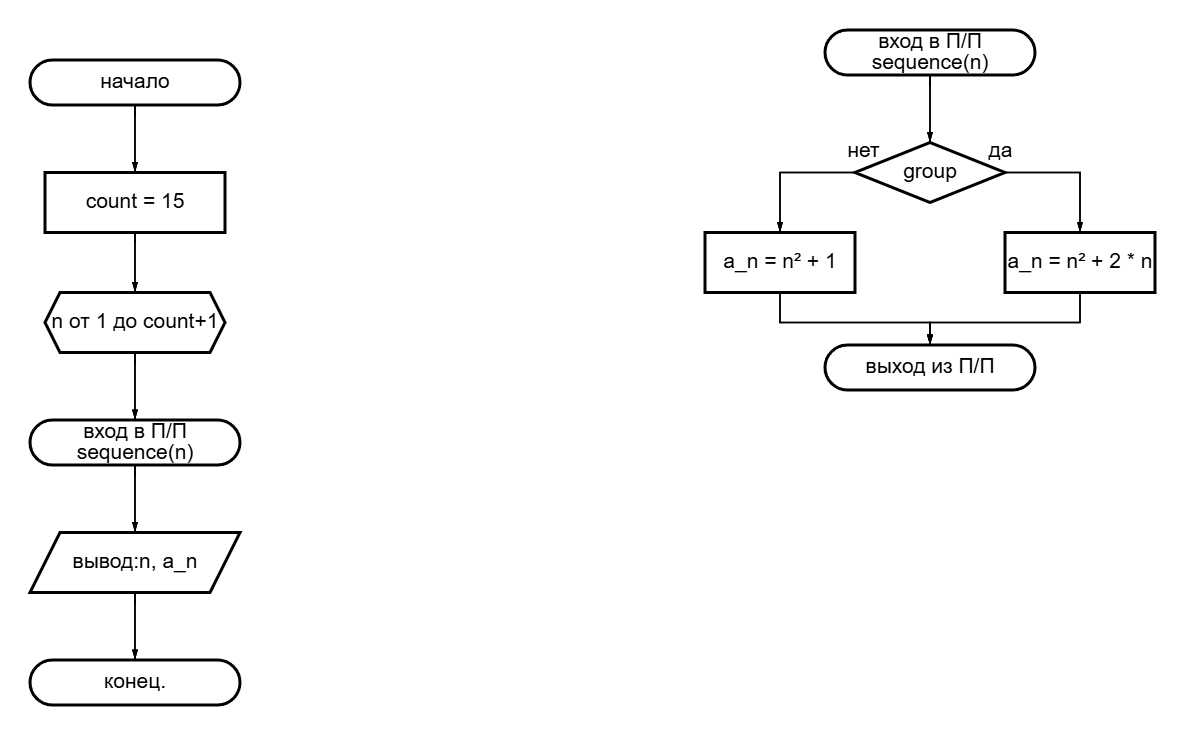 начало
count = 15
n от 1 до count+1
вход в П/П
sequence(n)
вывод:n, a_n
конец.
вход в П/П
sequence(n)
нет
да
group
a_n = n² + 1
a_n = n² + 2 * n
выход из П/П